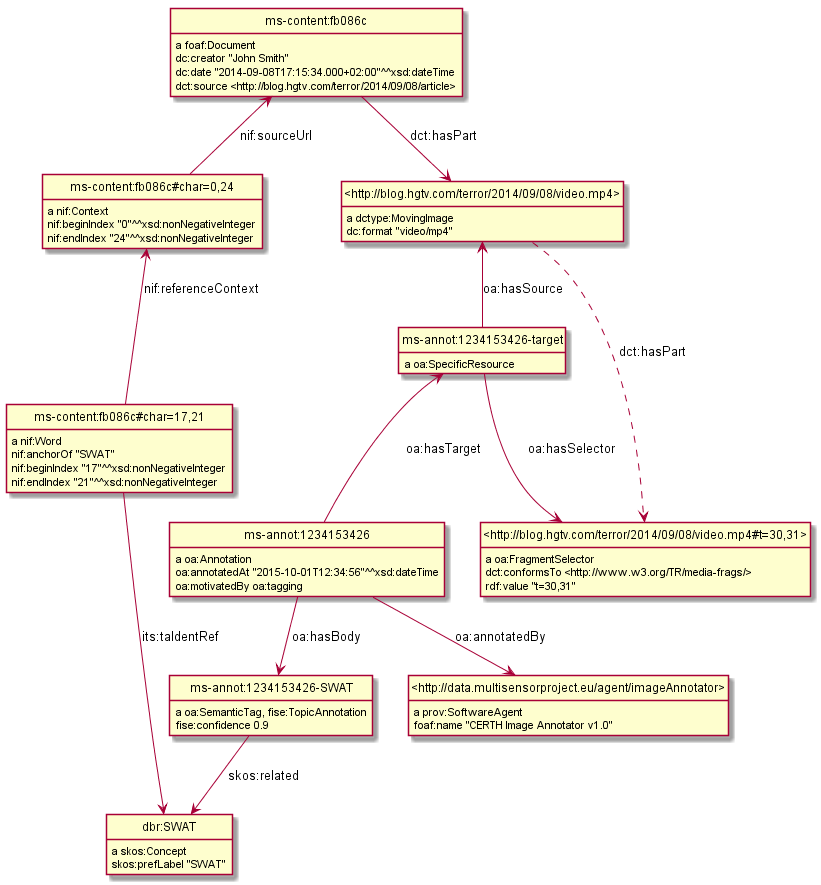 ms-content:fb086c
a foaf:Document
dc:creator "John Smith"
dc:date "2014-09-08T17:15:34.000+02:00"^^xsd:dateTime
dct:source <http://blog.hgtv.com/terror/2014/09/08/article>
nif:sourceUrl
dct:hasPart
ms-content:fb086c#char=0,24
a nif:Context
nif:beginIndex "0"^^xsd:nonNegativeInteger
nif:endIndex "24"^^xsd:nonNegativeInteger
<http://blog.hgtv.com/terror/2014/09/08/video.mp4>
a dctype:MovingImage
dc:format "video/mp4"
nif:referenceContext
oa:hasSource
ms-annot:1234153426-target
a oa:SpecificResource
dct:hasPart
ms-content:fb086c#char=17,21
a nif:Word
nif:anchorOf "SWAT"
nif:beginIndex "17"^^xsd:nonNegativeInteger
nif:endIndex "21"^^xsd:nonNegativeInteger
oa:hasTarget
oa:hasSelector
ms-annot:1234153426
a oa:Annotation
oa:annotatedAt "2015-10-01T12:34:56"^^xsd:dateTime
oa:motivatedBy oa:tagging
<http://blog.hgtv.com/terror/2014/09/08/video.mp4#t=30,31>
a oa:FragmentSelector
dct:conformsTo <http://www.w3.org/TR/media-frags/>
rdf:value "t=30,31"
its:taIdentRef
oa:hasBody
oa:annotatedBy
ms-annot:1234153426-SWAT
a oa:SemanticTag, fise:TopicAnnotation
fise:confidence 0.9
<http://data.multisensorproject.eu/agent/imageAnnotator>
a prov:SoftwareAgent
foaf:name "CERTH Image Annotator v1.0"
skos:related
dbr:SWAT
a skos:Concept
skos:prefLabel "SWAT"